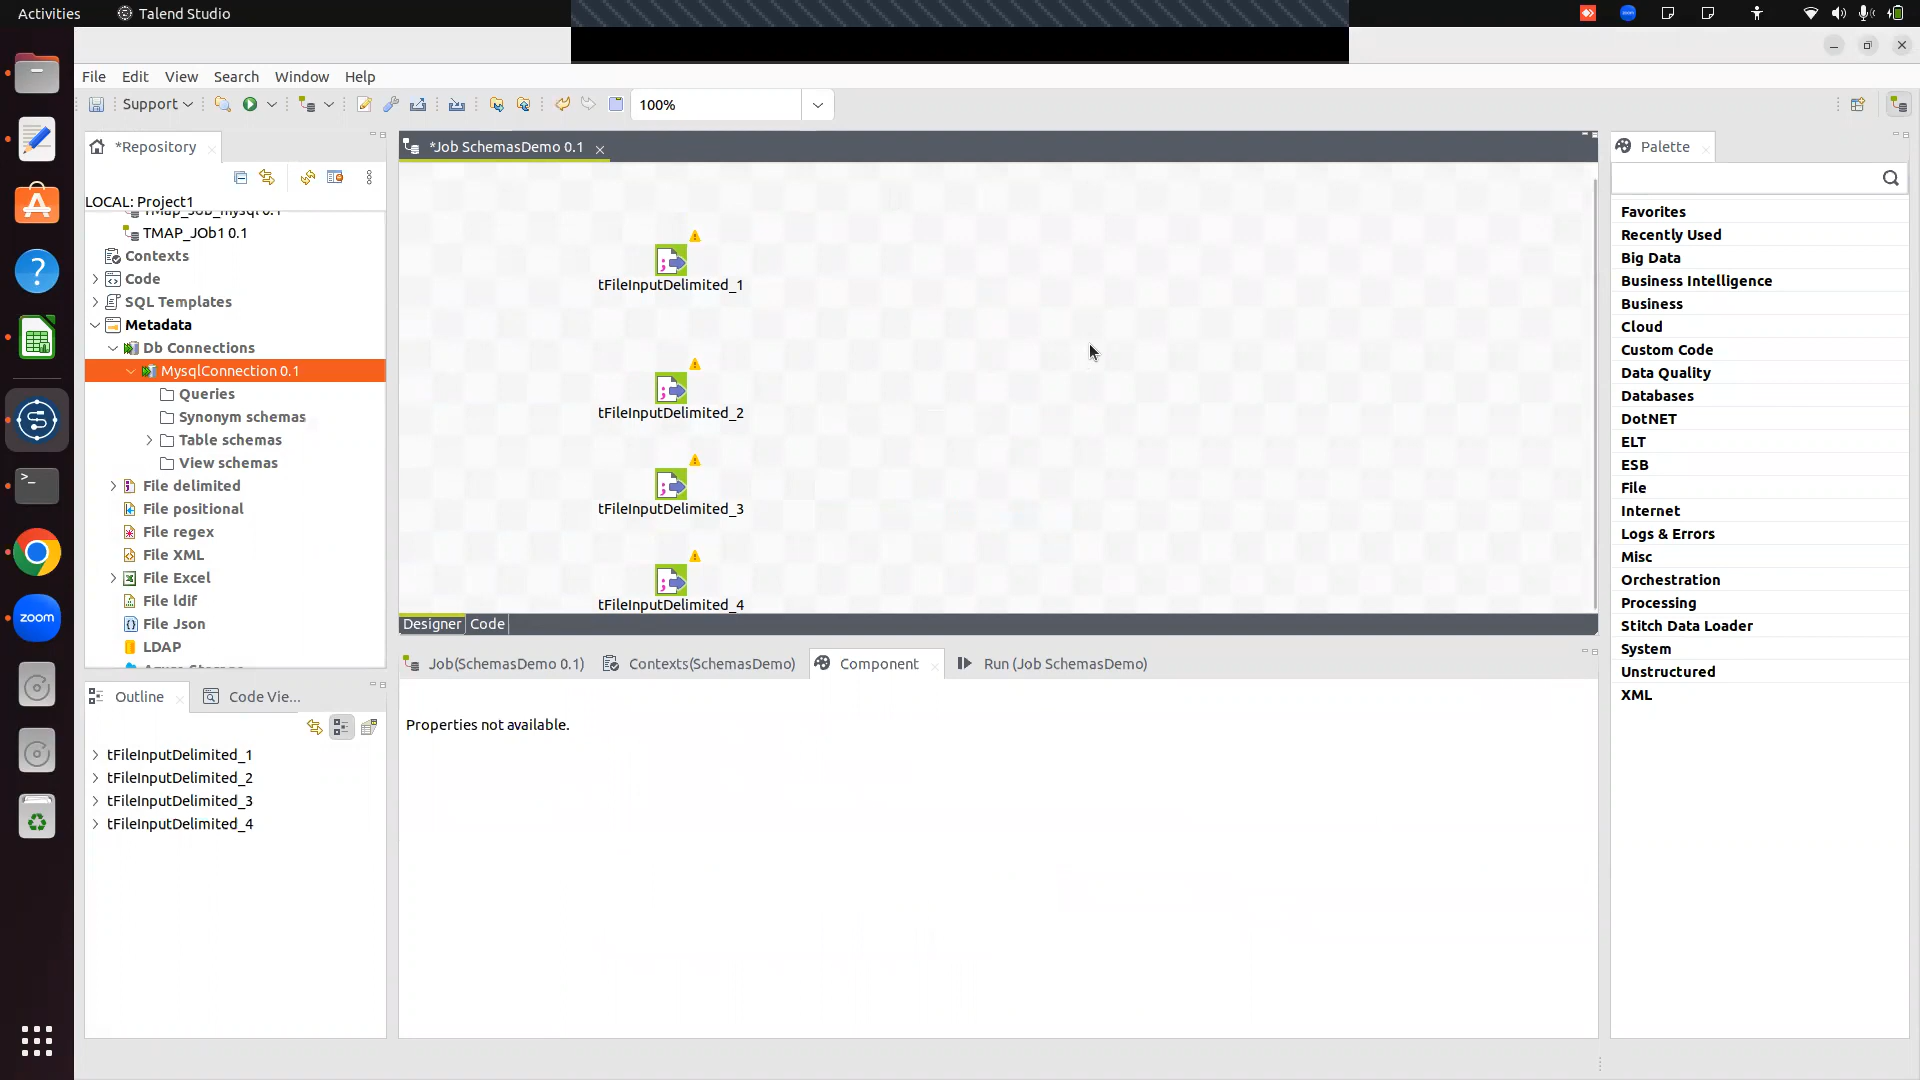 Activities
Talend Studio
File Edit View Search Window Help
Support
100%
*Repository
LOCAL: Project1
TMap_JOB_mysql 0.1
TMAP_JOb1 0.1
Contexts
Code
SQL Templates
Metadata
Db Connections
MysqlConnection 0.1
Queries
Synonym schemas
Table schemas
View schemas
File delimited
File positional
File regex
File XML
File Excel
File ldif
File Json
LDAP
Outline
Code Vie...
tFileInputDelimited_1
tFileInputDelimited_2
tFileInputDelimited_3
tFileInputDelimited_4
*Job SchemasDemo 0.1
tFileInputDelimited_1
tFileInputDelimited_2
tFileInputDelimited_3
tFileInputDelimited_4
Designer Code
Job(SchemasDemo 0.1)
Contexts(SchemasDemo)
Component
Run (Job SchemasDemo)
Properties not available.
Palette
Favorites
Recently Used
Big Data
Business Intelligence
Business
Cloud
Custom Code
Data Quality
Databases
DotNET
ELT
ESB
File
Internet
Logs & Errors
Misc
Orchestration
Processing
Stitch Data Loader
System
Unstructured
XML
zoom